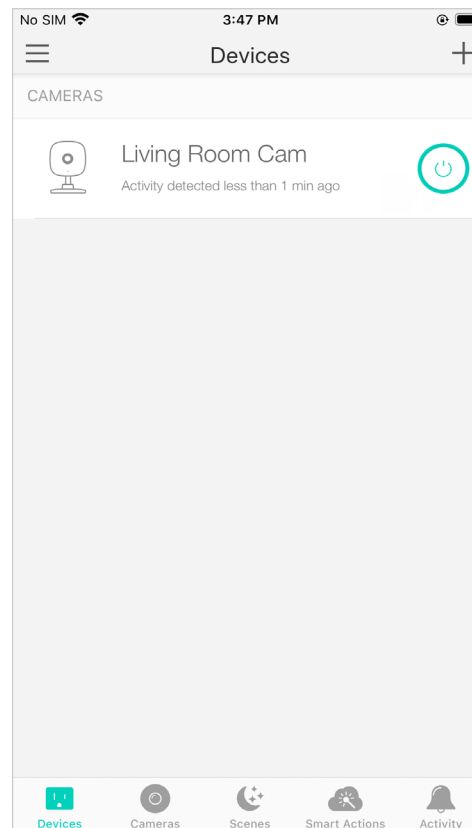 No SIM 3:47 PM
Devices
CAMERAS
Living Room Cam
Activity detected less than 1 min ago
Devices Cameras Scenes Smart Actions Activity